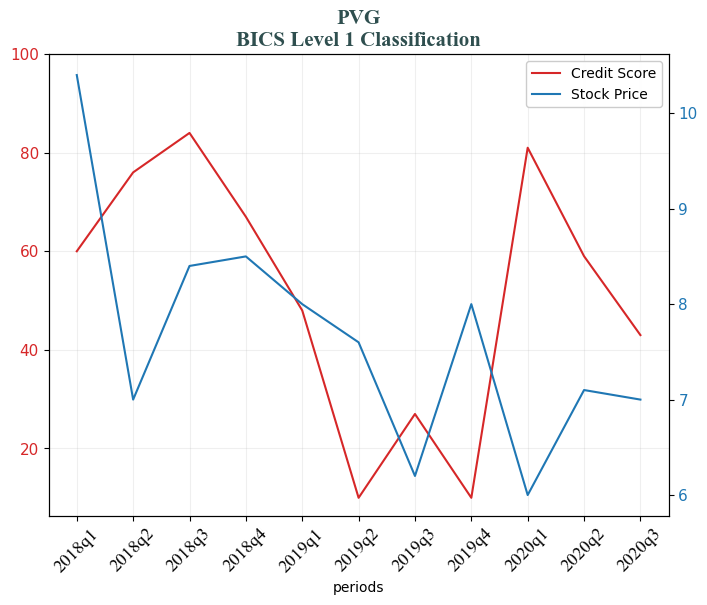 PVG
BICS Level 1 Classification
Credit Score
Stock Price
100
80
60
40
20
10
9
8
7
6
2018q1
2018q2
2018q3
2018q4
2019q1
2019q2
2019q3
2019q4
2020q1
2020q2
2020q3
periods